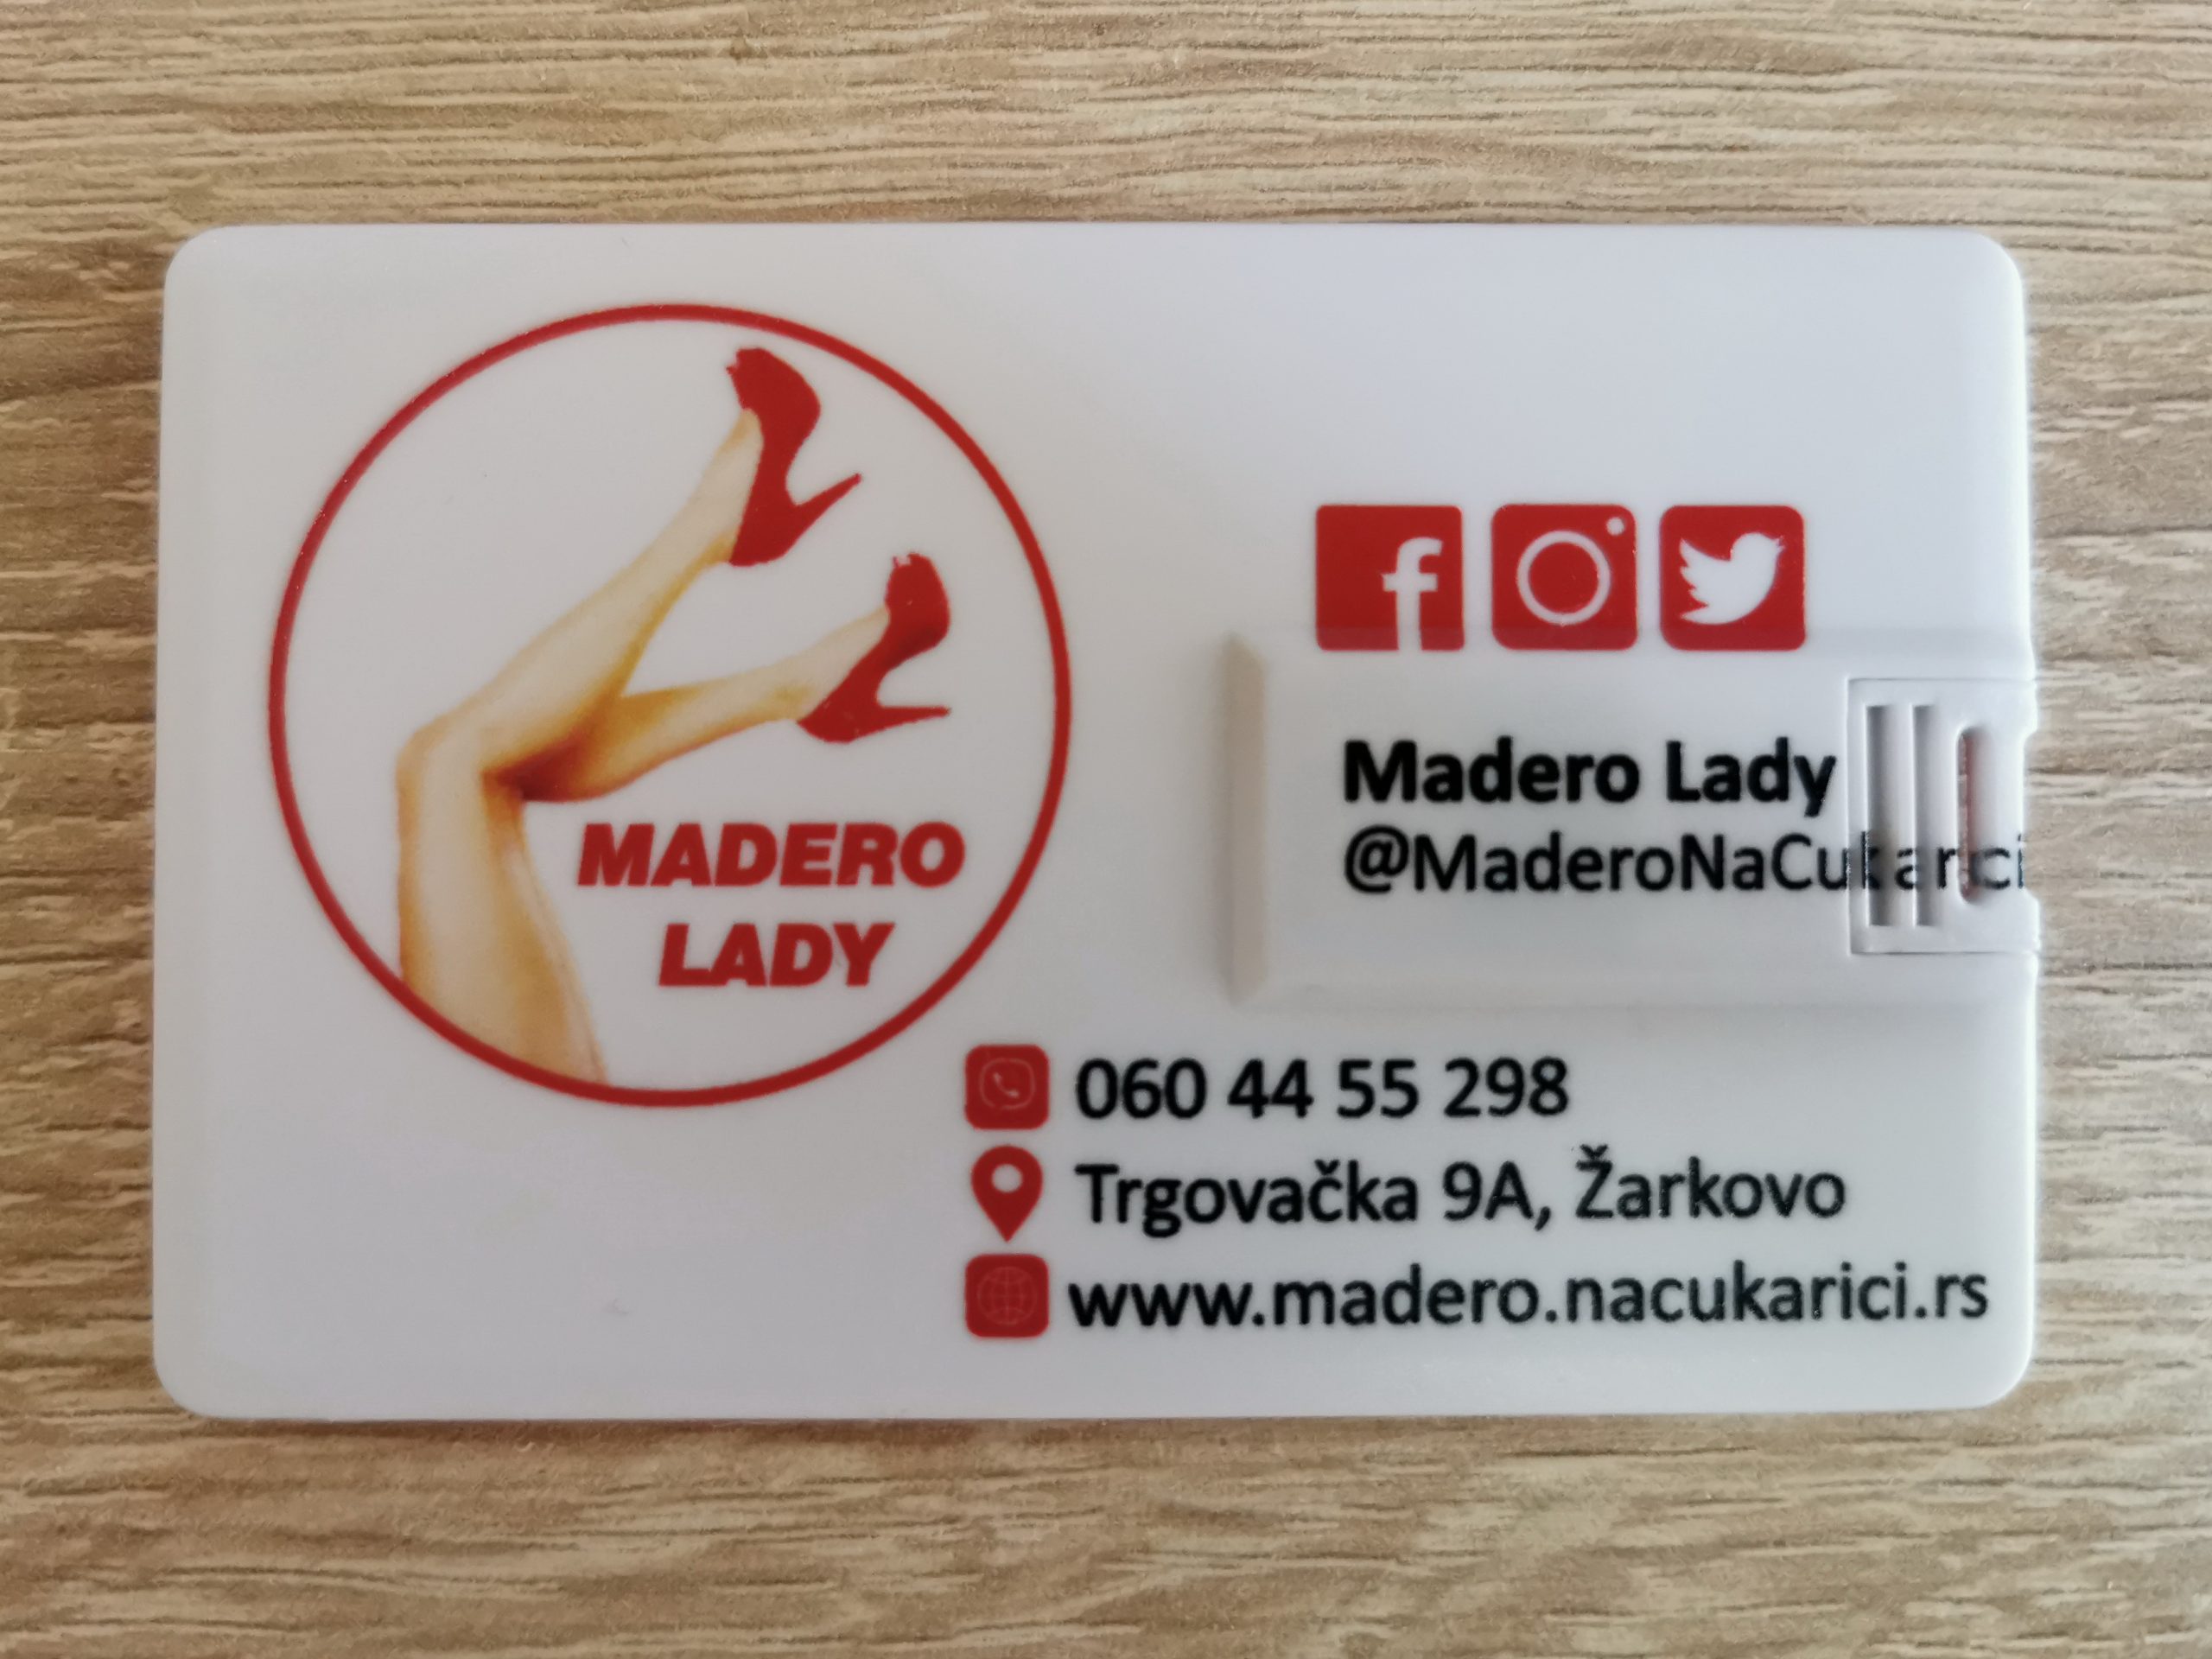 MADERO
LADY
Madero Lady
@MaderoNaCukarici
060 44 55 298
Trgovačka 9A, Žarkovo
www.madero.nacukarici.rs